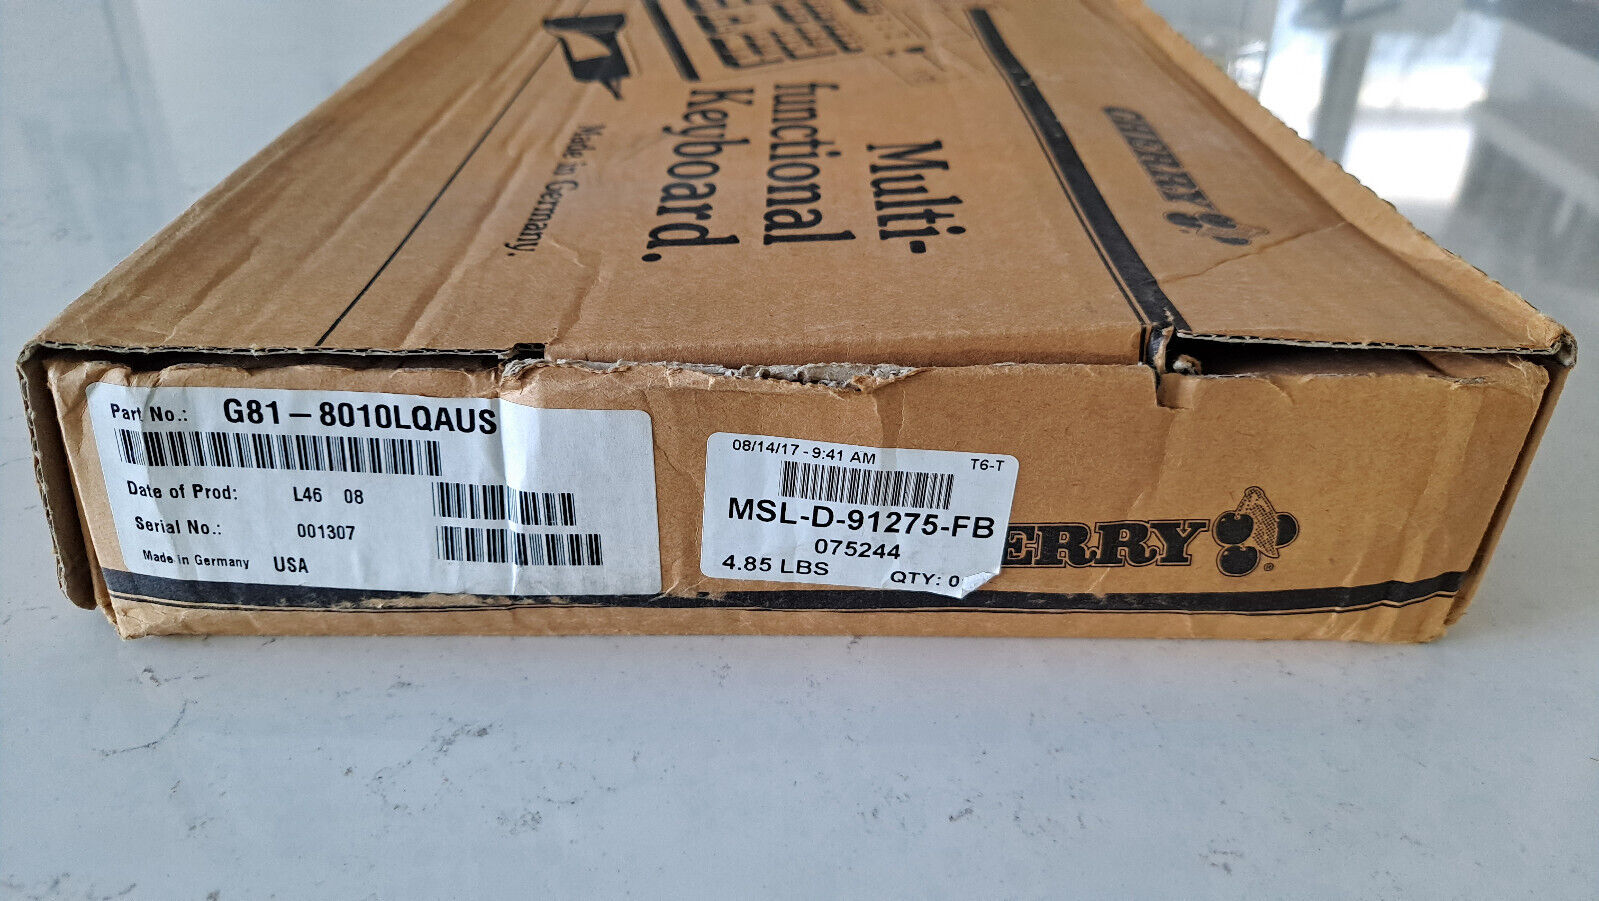 CHERRY
Multi-
functional
Keyboard.
Made in Germany.
Part No.: G81-8010LQAUS
Date of Prod: L46 08
Serial No.: 001307
Made in Germany USA
08/14/17 - 9:41 AM T6-T
MSL-D-91275-FB
075244
4.85 LBS QTY: 0
ERRY ®